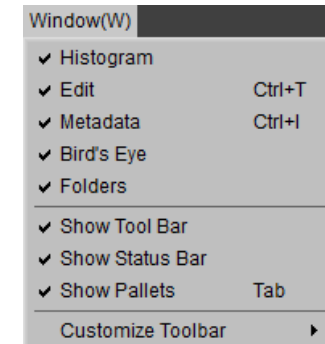 Window(W)
Histogram
Edit Ctrl+T
Metadata Ctrl+I
Bird's Eye
Folders
Show Tool Bar
Show Status Bar
Show Pallets Tab
Customize Toolbar